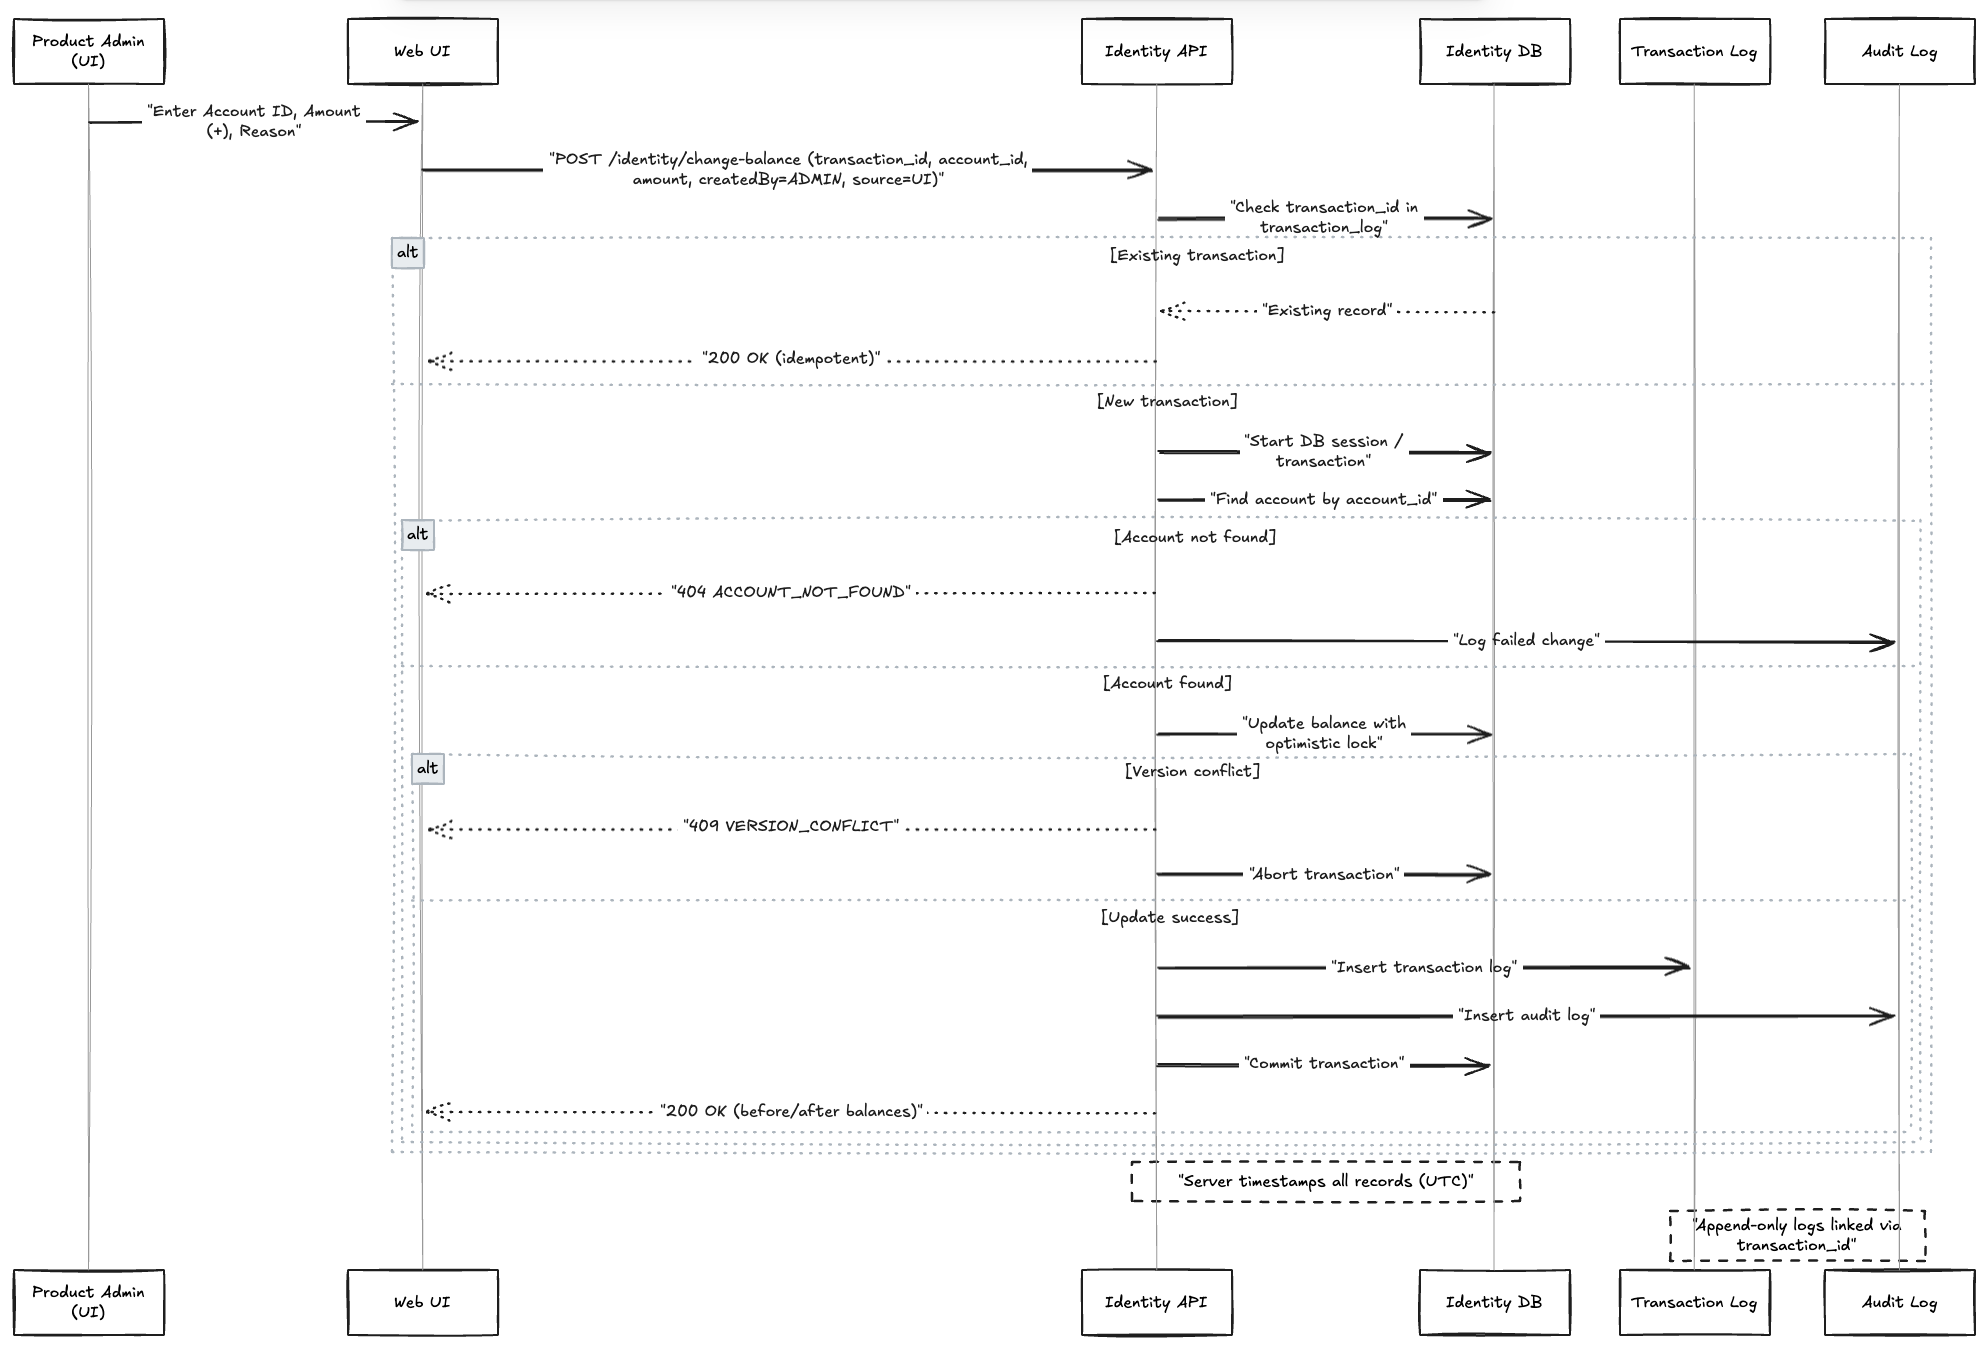 Product Admin
(UI)
Web UI
Identity API
Identity DB
Transaction Log
Audit Log
"Enter Account ID, Amount
(+), Reason"
"POST /identity/change-balance (transaction_id, account_id,
amount, createdBy=ADMIN, source=UI)"
"Check transaction_id in
transaction_log"
alt
[Existing transaction]
"Existing record"
"200 OK (idempotent)"
[New transaction]
"Start DB session /
transaction"
"Find account by account_id"
alt
[Account not found]
"404 ACCOUNT_NOT_FOUND"
"Log failed change"
[Account found]
"Update balance with
optimistic lock"
alt
[Version conflict]
"409 VERSION_CONFLICT"
"Abort transaction"
[Update success]
"Insert transaction log"
"Insert audit log"
"Commit transaction"
"200 OK (before/after balances)"
"Server timestamps all records (UTC)"
"Append-only logs linked via
transaction_id"
Product Admin
(UI)
Web UI
Identity API
Identity DB
Transaction Log
Audit Log